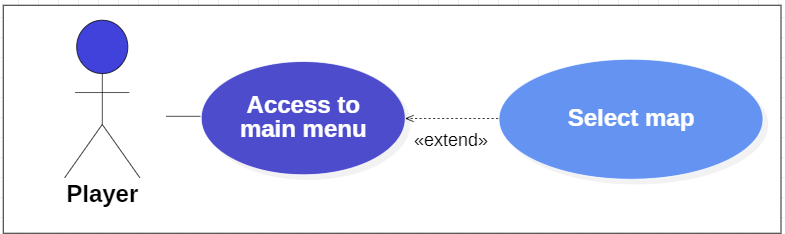 Access to
main menu
Select map
«extend»
Player